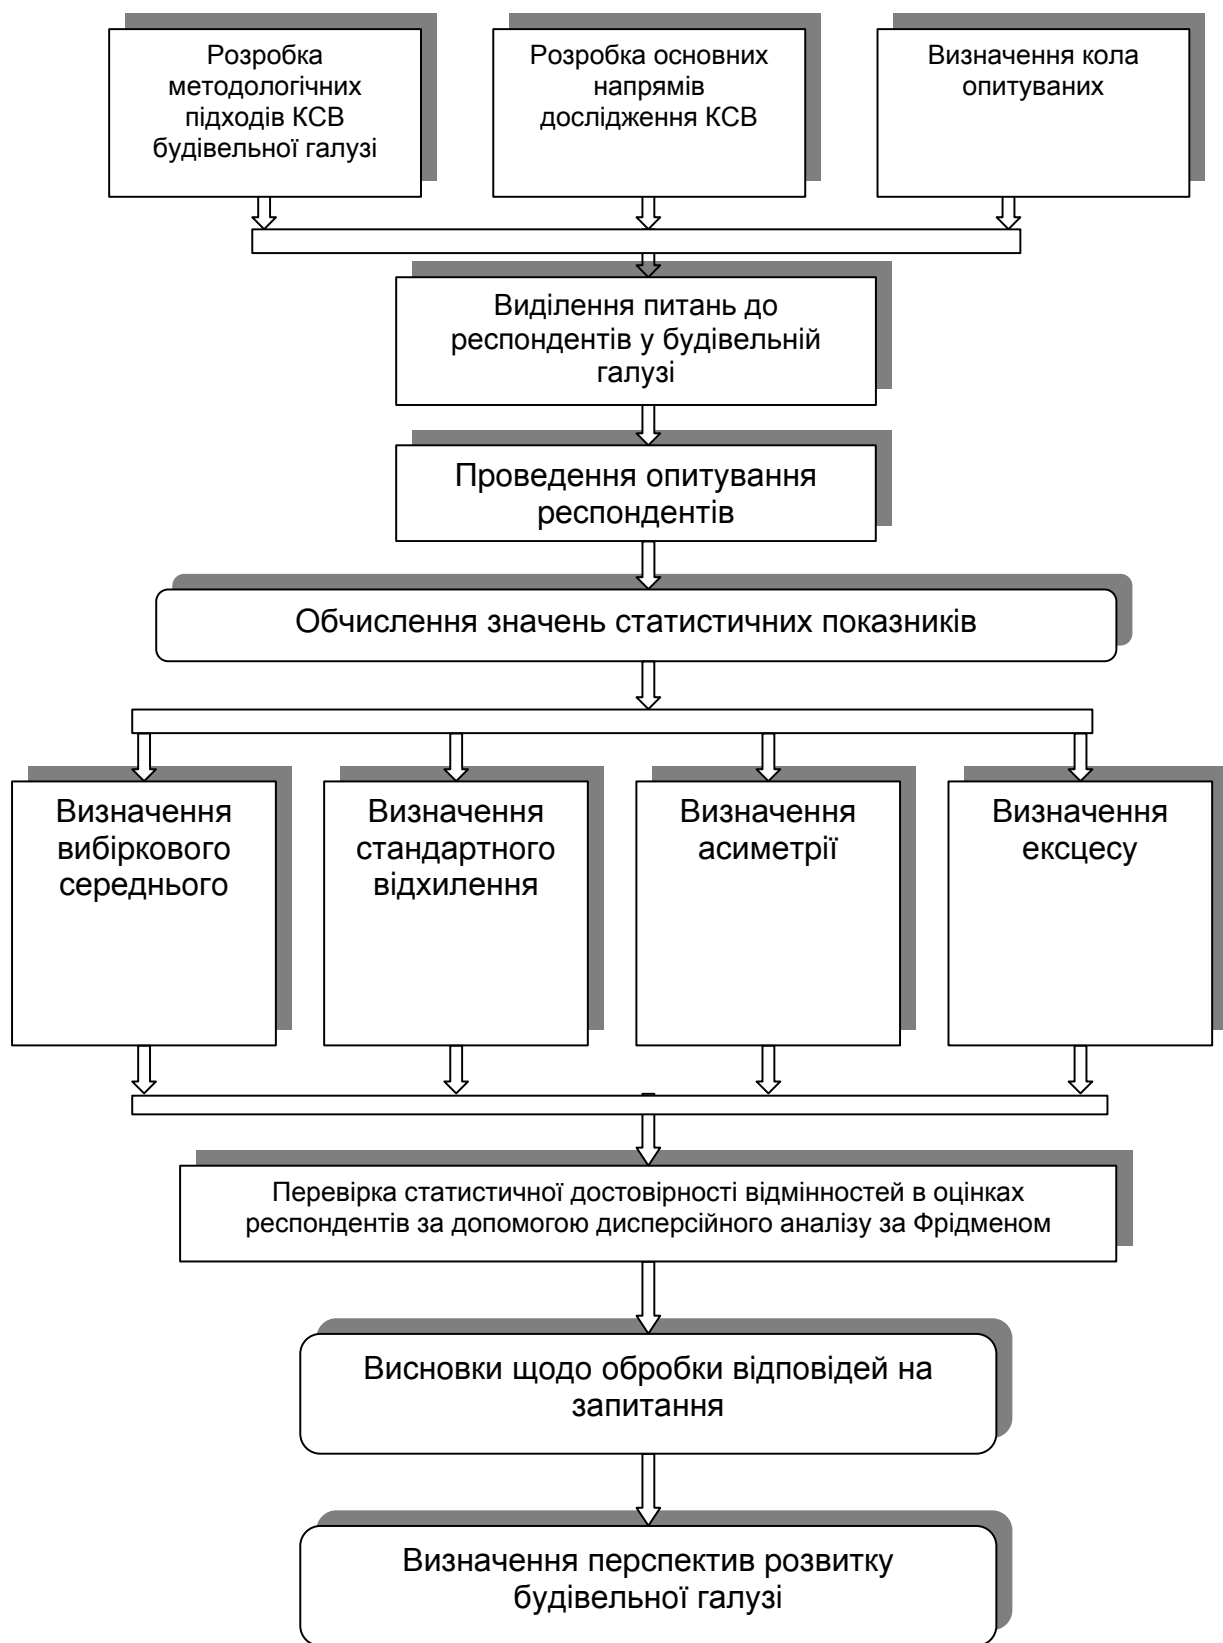 Розробка
методологічних
підходів КСВ
будівельної галузі
Розробка основних
напрямів
дослідження КСВ
Визначення кола
опитуваних
Виділення питань до
респондентів у будівельній
галузі
Проведення опитування
респондентів
Обчислення значень статистичних показників
Визначення
вибіркового
середнього
Визначення
стандартного
відхилення
Визначення
асиметрії
Визначення
ексцесу
Перевірка статистичної достовірності відмінностей в оцінках
респондентів за допомогою дисперсійного аналізу за Фрідменом
Висновки щодо обробки відповідей на
запитання
Визначення перспектив розвитку
будівельної галузі